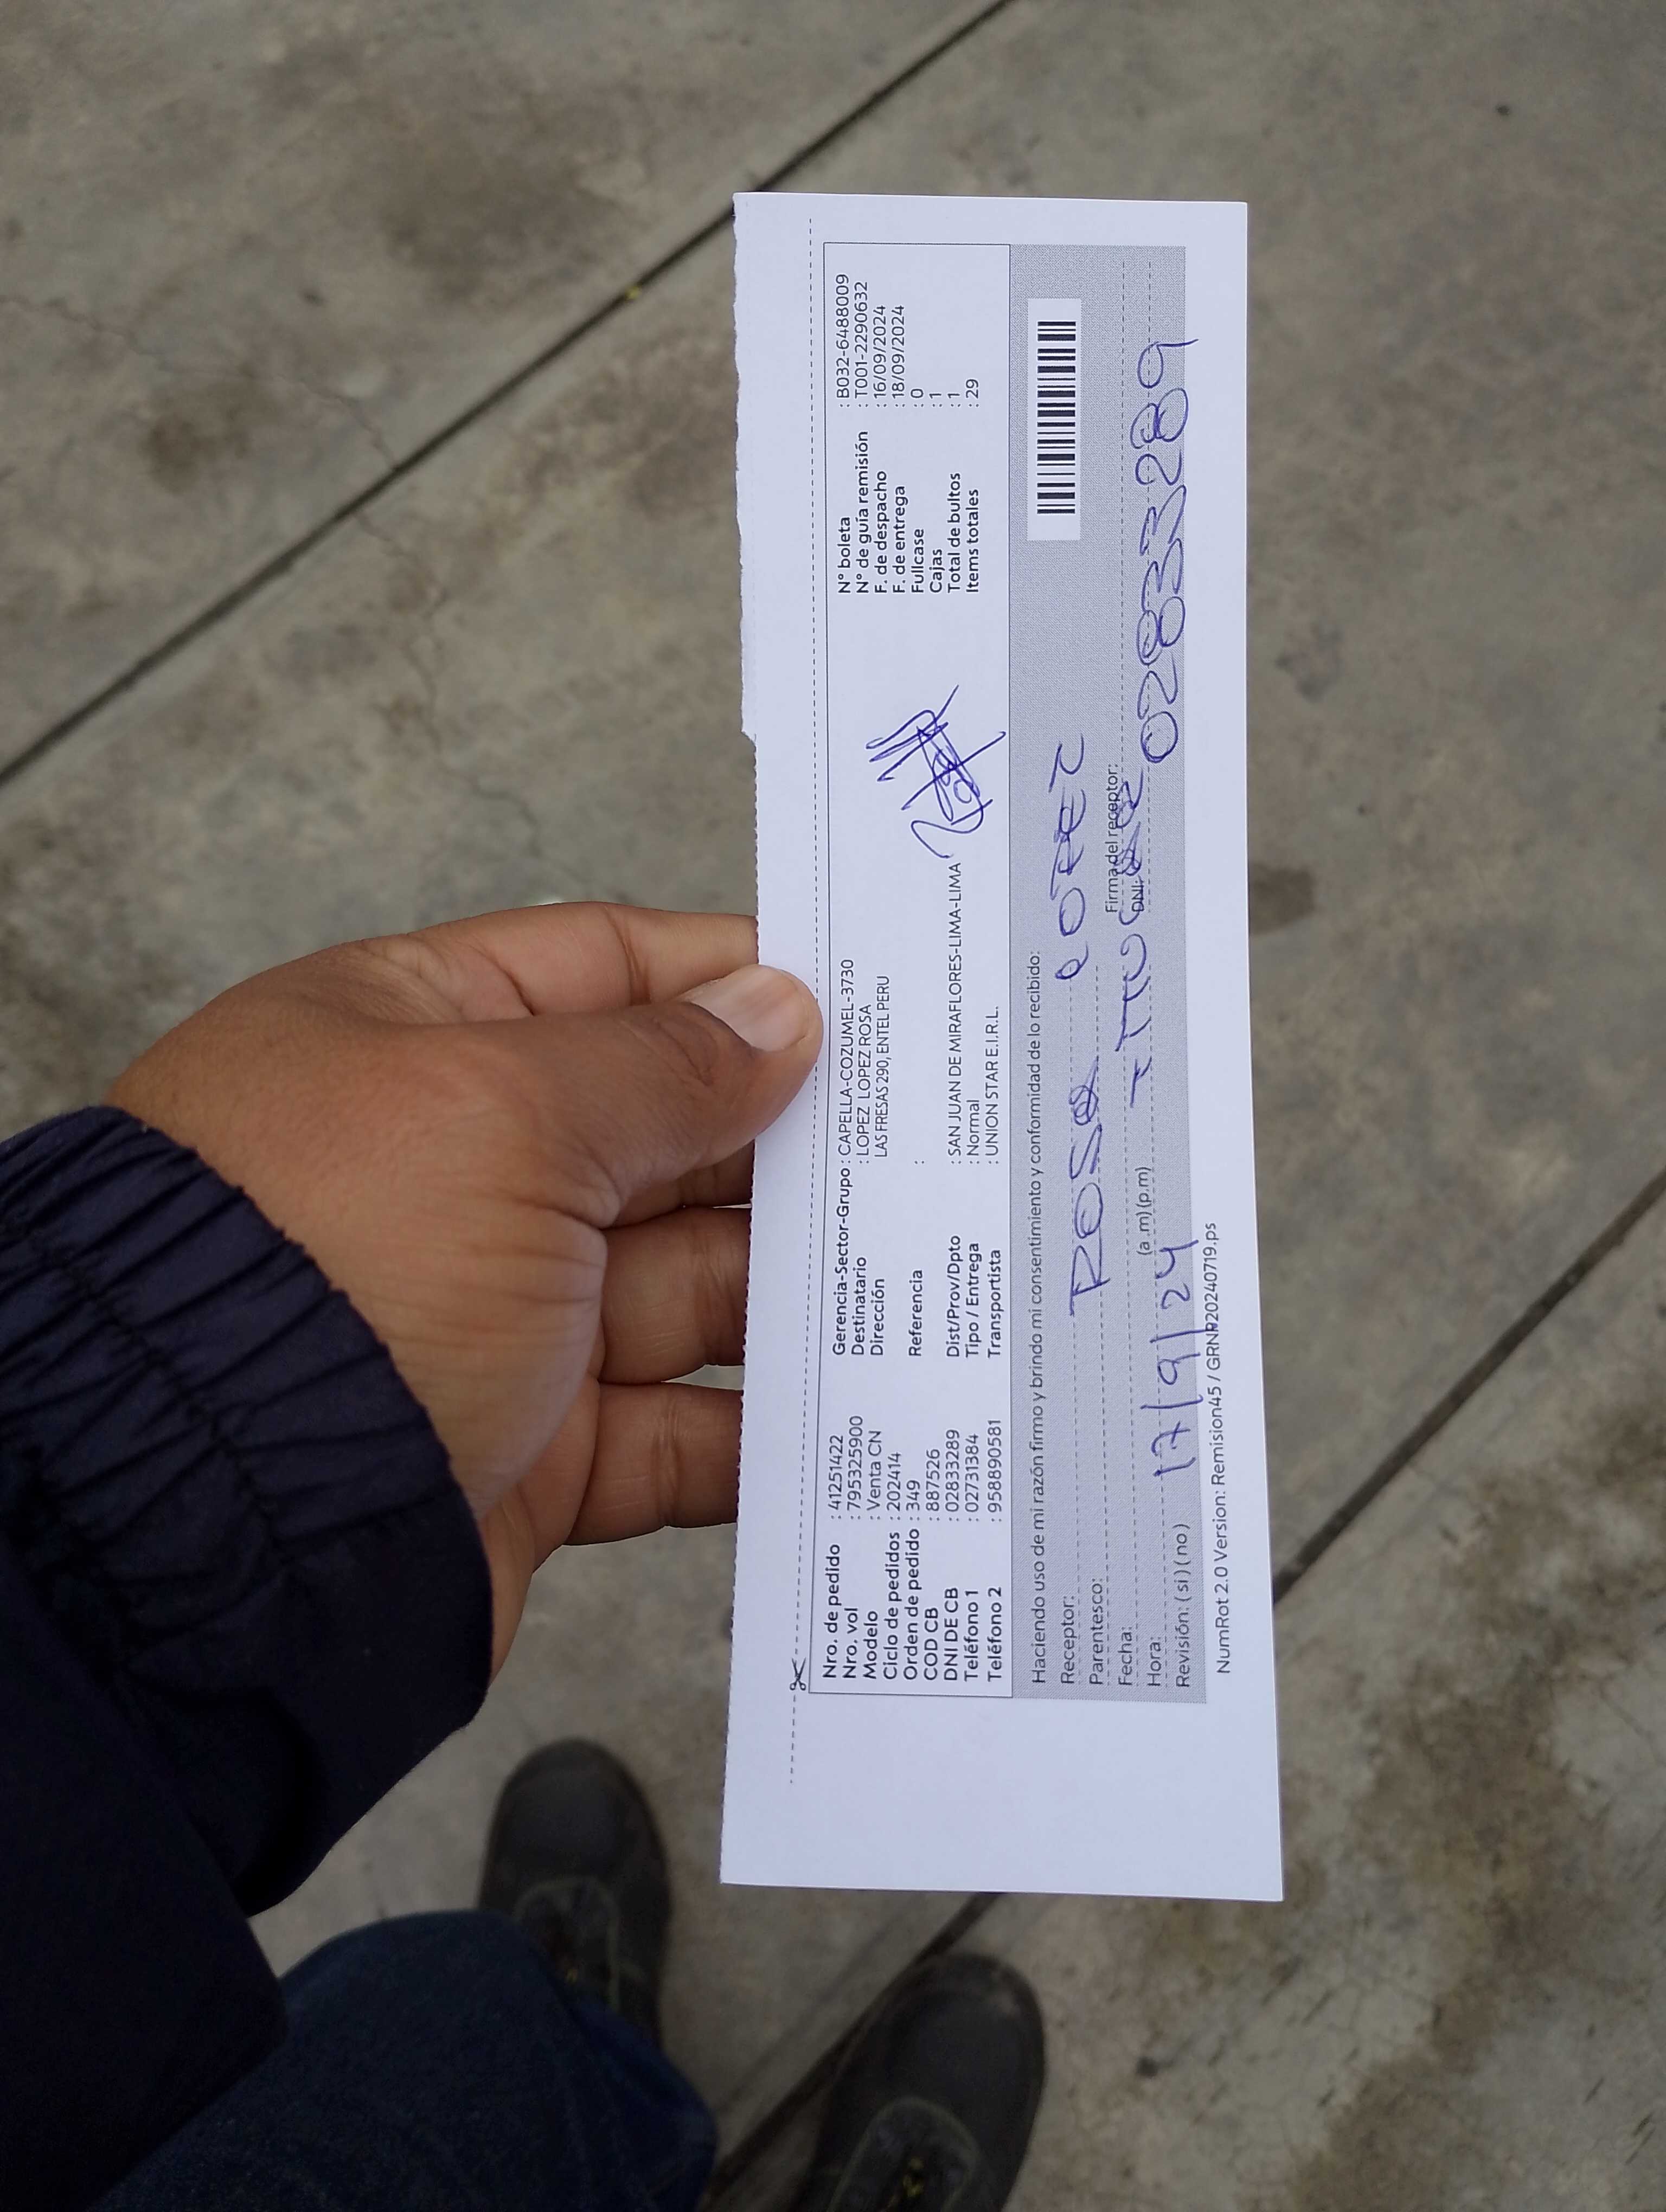 Nro. de pedido : 41251422
Nro. vol : 795325900
Modelo : Venta CN
Ciclo de pedidos : 202414
Orden de pedido : 349
COD CB : 887526
DNI DE CB : 02833289
Teléfono 1 : 02731384
Teléfono 2 : 958890581
Gerencia-Sector-Grupo : CAPELLA-COZUMEL-3730
Destinatario : LOPEZ LOPEZ ROSA
Dirección LAS FRESAS 290, ENTEL PERU
Referencia :
Dist/Prov/Dpto : SAN JUAN DE MIRAFLORES-LIMA-LIMA
Tipo / Entrega : Normal
Transportista : UNION STAR E.I.R.L.
N° boleta : B032-6488009
N° de guía remisión : T001-2290632
F. de despacho : 16/09/2024
F. de entrega : 18/09/2024
Fullcase : 0
Cajas : 1
Total de bultos : 1
Items totales : 29
Haciendo uso de mi razón firmo y brindo mi consentimiento y conformidad de lo recibido:
Receptor: ROSA LOPEZ
Parentesco:
Fecha: TITULAR
Firma del receptor:
Hora: (a.m)(p.m)
DNI: 02833289
17/9/24
Revisión: (si) (no)
NumRot 2.0 Version: Remision45 / GRNR20240719.ps